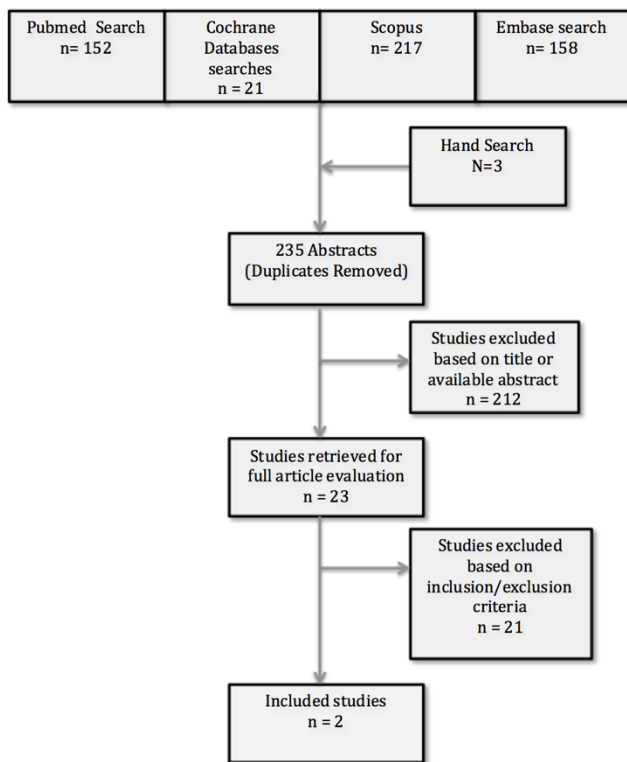 Pubmed Search
n= 152
Cochrane
Databases
searches
n = 21
Scopus
n= 217
Embase search
n= 158
Hand Search
N=3
235 Abstracts
(Duplicates Removed)
Studies excluded
based on title or
available abstract
n = 212
Studies retrieved for
full article evaluation
n = 23
Studies excluded
based on
inclusion/exclusion
criteria
n = 21
Included studies
n = 2